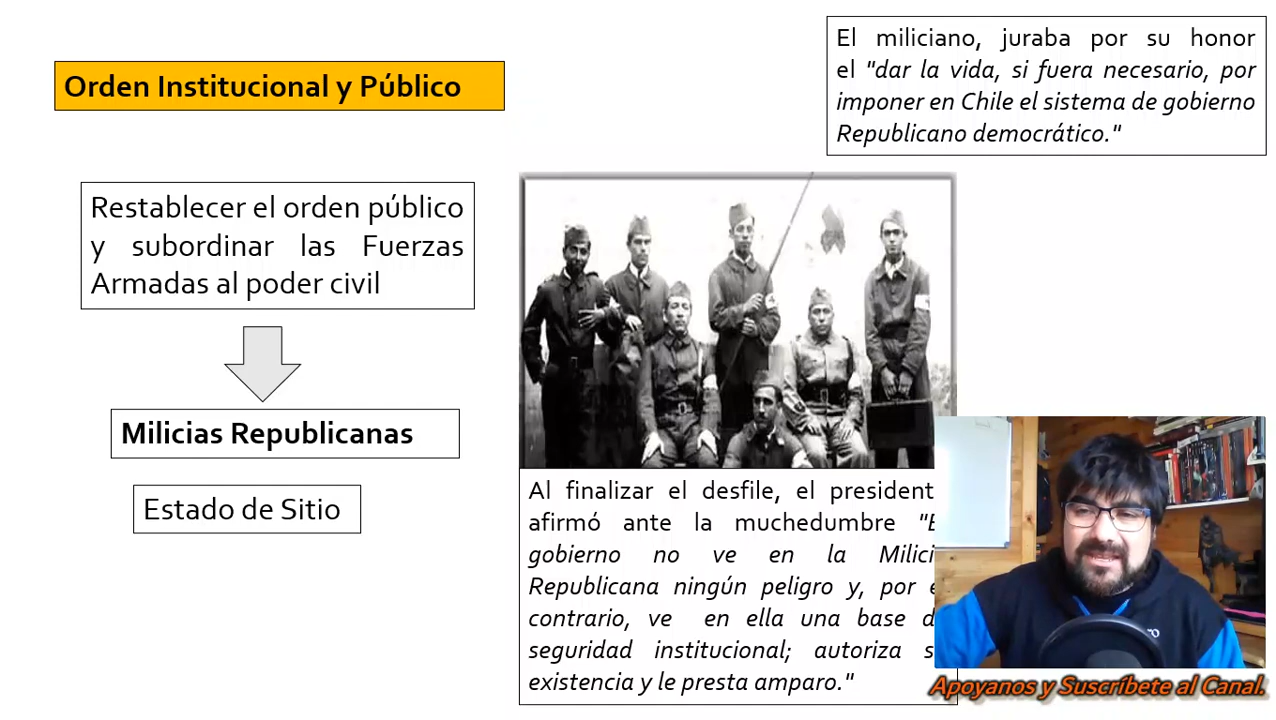 Orden Institucional y Público
El miliciano, juraba por su honor
el "dar la vida, si fuera necesario, por
imponer en Chile el sistema de gobierno
Republicano democrático."
Restablecer el orden público
y subordinar las Fuerzas
Armadas al poder civil
Milicias Republicanas
Estado de Sitio
Al finalizar el desfile, el president
afirmó ante la muchedumbre
gobierno no ve en la Milici
Republicana ningún peligro y, por
contrario, ve en ella una base
seguridad institucional; autoriza
existencia y le presta amparo."
Apoyanos y Suscríbete al Canal.